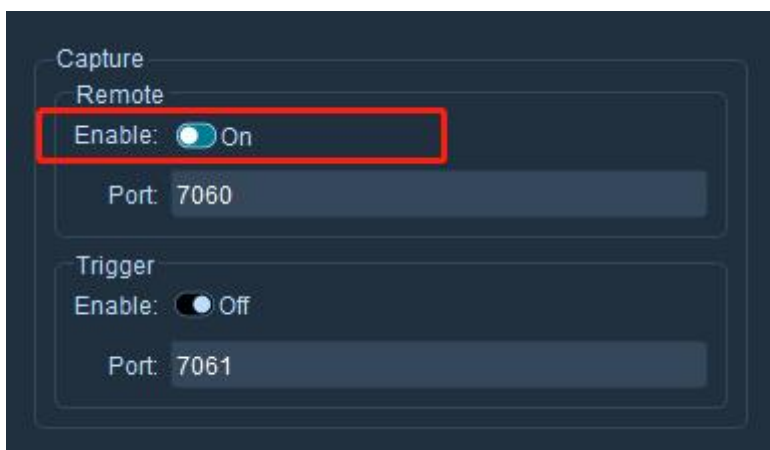 Capture
Remote
Enable: On
Port: 7060
Trigger
Enable: Off
Port: 7061